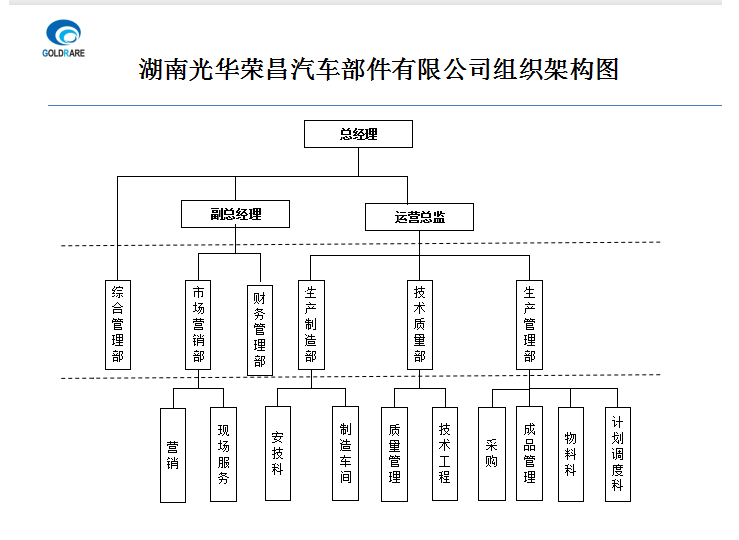 GOLDRARE
湖南光华荣昌汽车部件有限公司组织架构图
总经理
副总经理
运营总监
综合管理部
市场营销部
财务管理部
生产制造部
技术质量部
生产管理部
营销
现场服务
安技科
制造车间
质量管理
技术工程
采购
成品管理
物料科
计划调度科